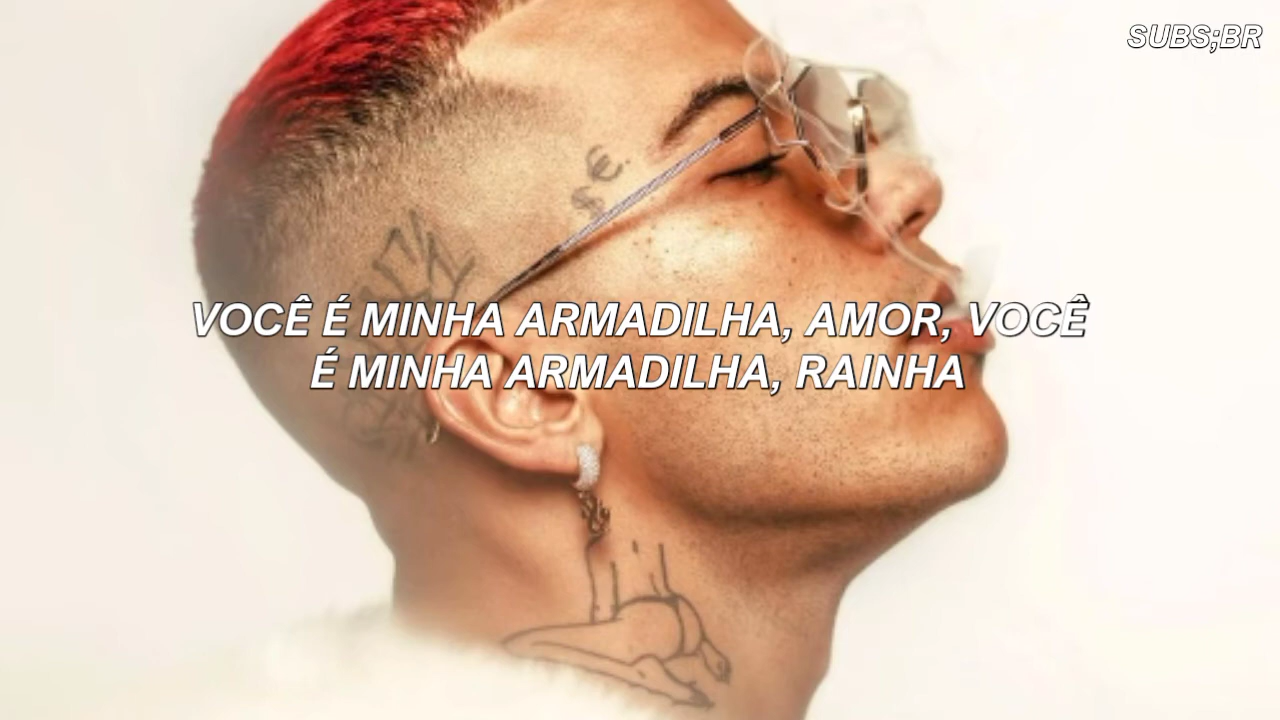 SUBS;BR
VOCÊ É MINHA ARMADILHA, AMOR, VOCÊ
É MINHA ARMADILHA, RAINHA